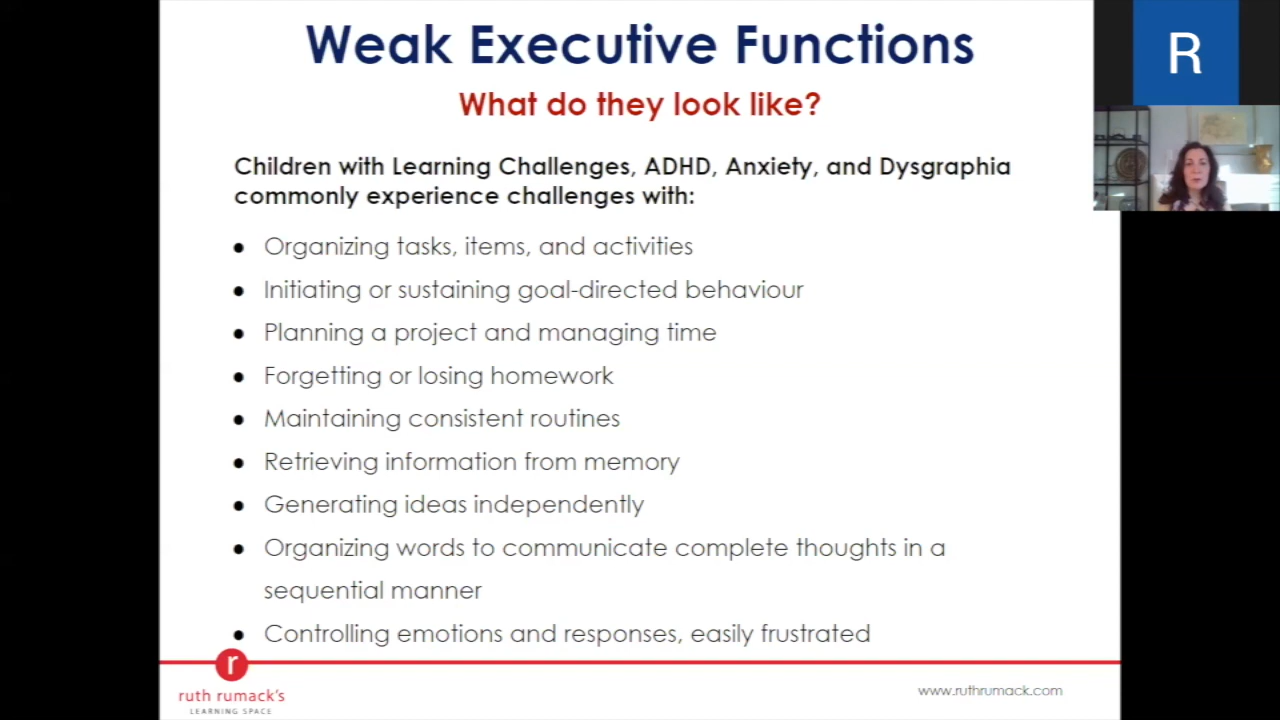 Weak Executive Functions
What do they look like?
R
Children with Learning Challenges, ADHD, Anxiety, and Dysgraphia
commonly experience challenges with:
● Organizing tasks, items, and activities
● Initiating or sustaining goal-directed behaviour
● Planning a project and managing time
● Forgetting or losing homework
● Maintaining consistent routines
● Retrieving information from memory
● Generating ideas independently
● Organizing words to communicate complete thoughts in a
sequential manner
● Controlling emotions and responses, easily frustrated
r
ruth rumack's
LEARNING SPACE
www.ruthrumack.com